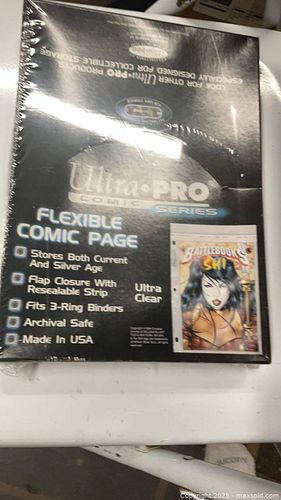 LOOK FOR OTHER Ultra•PRO PRODUCTS
ESPECIALLY DESIGNED FOR COLLECTIBLE STORAGE
Ultra•PRO
COMIC SERIES
FLEXIBLE
COMIC PAGE
Stores Both Current
And Silver Age
Flap Closure With
Resealable Strip
Fits 3-Ring Binders
Archival Safe
Made In USA
Ultra
Clear
BATTLEBOOKS
SHI
Copyright © 2025 - maxsold.com